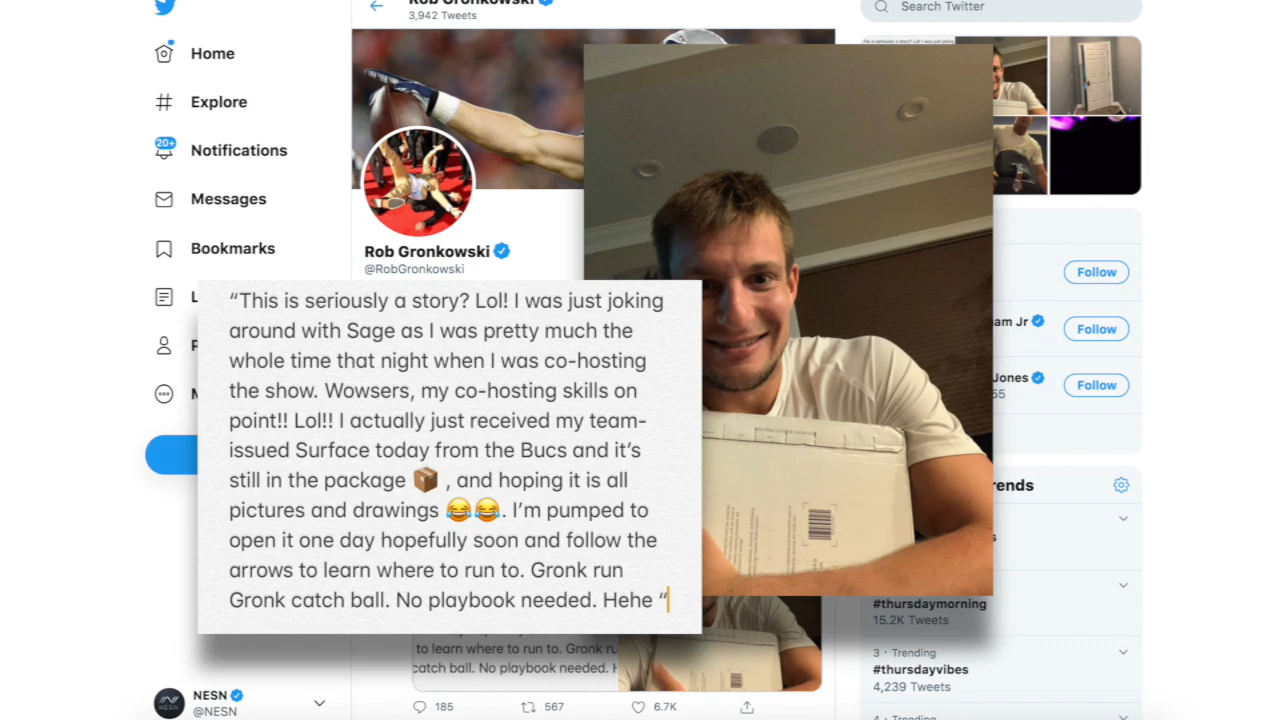 Rob Gronkowski
3,942 Tweets
Search Twitter
Home
Explore
20+
Notifications
Messages
Bookmarks
L
P
M
Rob Gronkowski
@RobGronkowski
“This is seriously a story? Lol! I was just joking
around with Sage as I was pretty much the
whole time that night when I was co-hosting
the show. Wowsers, my co-hosting skills on
point!! Lol!! I actually just received my team-
issued Surface today from the Bucs and it’s
still in the package 📦 , and hoping it is all
pictures and drawings 😂😂. I’m pumped to
open it one day hopefully soon and follow the
arrows to learn where to run to. Gronk run
Gronk catch ball. No playbook needed. Hehe “
to learn where to run to. Gronk ru
catch ball. No playbook needed. H
185
567
6.7K
Follow
am Jr
Follow
Jones
55
Follow
rends
s
#thursdaymorning
15.2K Tweets
3 · Trending
#thursdayvibes
4,239 Tweets
4 · Trending
NESN
NESN
@NESN